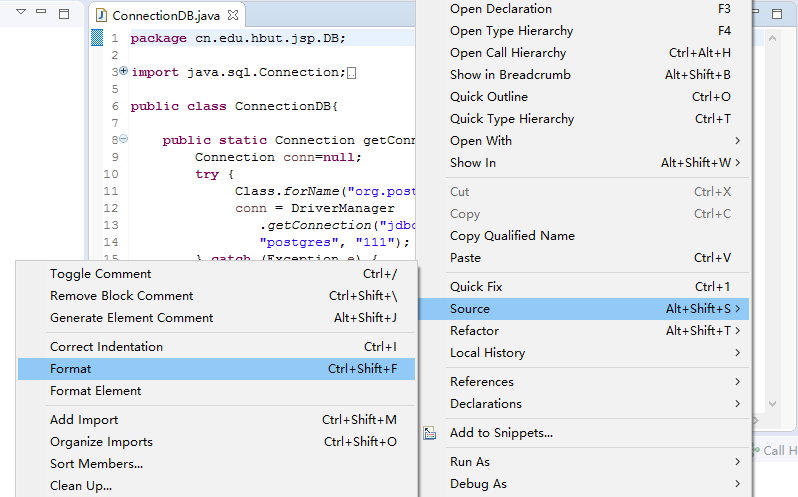 ConnectionDB.java
1 package cn.edu.hbut.jsp.DB;
2
3 import java.sql.Connection;
5
6 public class ConnectionDB{
7
8 public static Connection getConn
9 Connection conn=null;
10 try {
11 Class.forName("org.post
12 conn = DriverManager
13 .getConnection("jdbc
14 "postgres", "111");
15 } catch (Exception e) {
Open Declaration F3
Open Type Hierarchy F4
Open Call Hierarchy Ctrl+Alt+H
Show in Breadcrumb Alt+Shift+B
Quick Outline Ctrl+O
Quick Type Hierarchy Ctrl+T
Open With
Show In Alt+Shift+W
Cut Ctrl+X
Copy Ctrl+C
Copy Qualified Name
Paste Ctrl+V
Quick Fix Ctrl+1
Source Alt+Shift+S
Refactor Alt+Shift+T
Local History
References
Declarations
Add to Snippets...
Run As
Debug As
Toggle Comment Ctrl+/
Remove Block Comment Ctrl+Shift+\
Generate Element Comment Alt+Shift+J
Correct Indentation Ctrl+I
Format Ctrl+Shift+F
Format Element
Add Import Ctrl+Shift+M
Organize Imports Ctrl+Shift+O
Sort Members...
Clean Up...
Call H